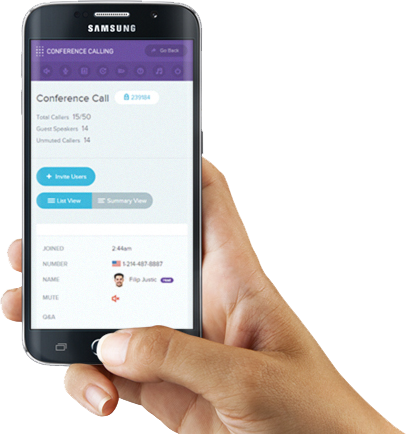 SAMSUNG
CONFERENCE CALLING
Go Back
Conference Call
Total Callers 15/50
Guest Speakers 14
Unmuted Callers 14
Invite Users
List View
Summary View
JOINED 2:44am
NUMBER 1-214-487-8887
NAME Filip Justic
MUTE
Q&A